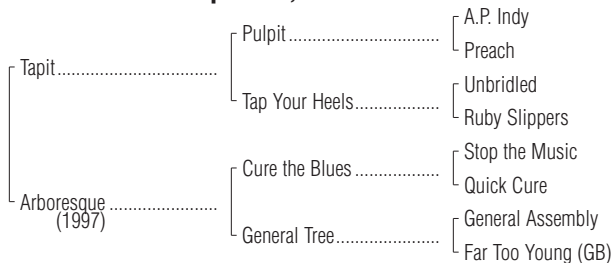 A.P. Indy
Pulpit....................................
Preach
Tapit......................................
Unbridled
Tap Your Heels....................
Ruby Slippers
Stop the Music
Cure the Blues ....................
Quick Cure
Arboresque .........................
(1997)
General Assembly
General Tree.........................
Far Too Young (GB)